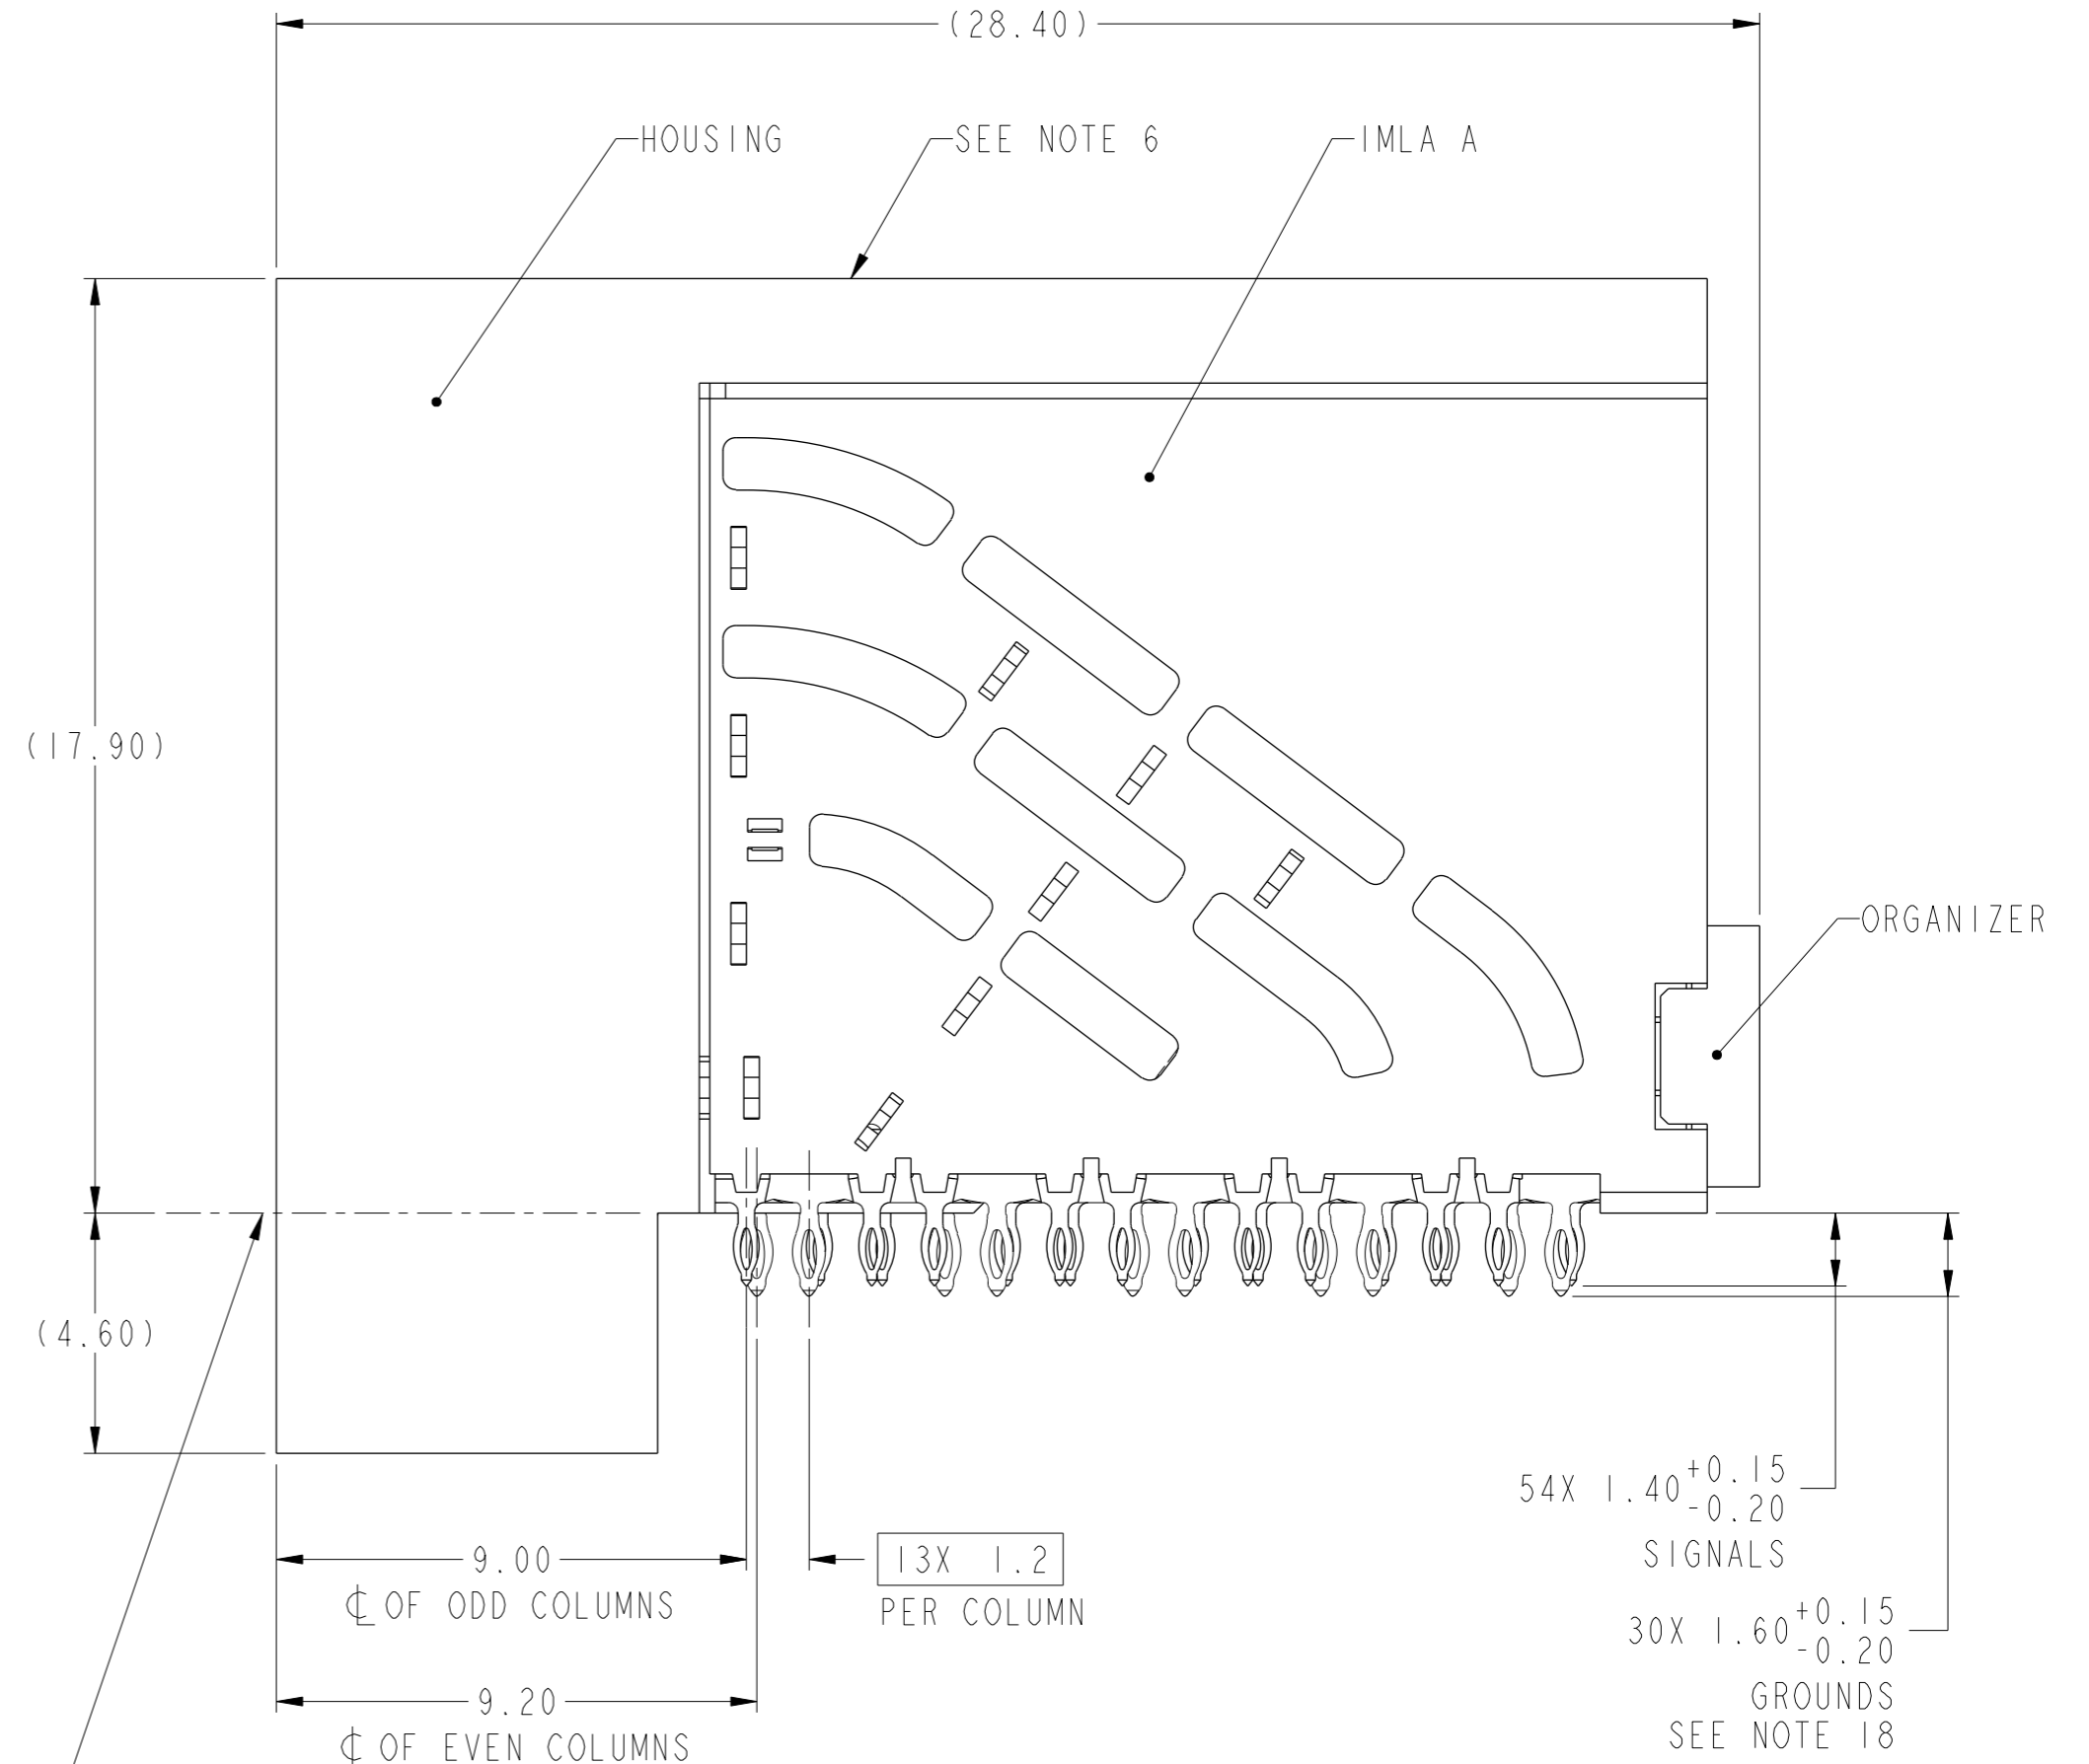 (28.40)
HOUSING
SEE NOTE 6
IMLA A
(17.90)
ORGANIZER
(4.60)
54X 1.40 +0.15
-0.20
SIGNALS
9.00
℄ OF ODD COLUMNS
13X 1.2
PER COLUMN
30X 1.60 +0.15
-0.20
GROUNDS
SEE NOTE 18
9.20
℄ OF EVEN COLUMNS